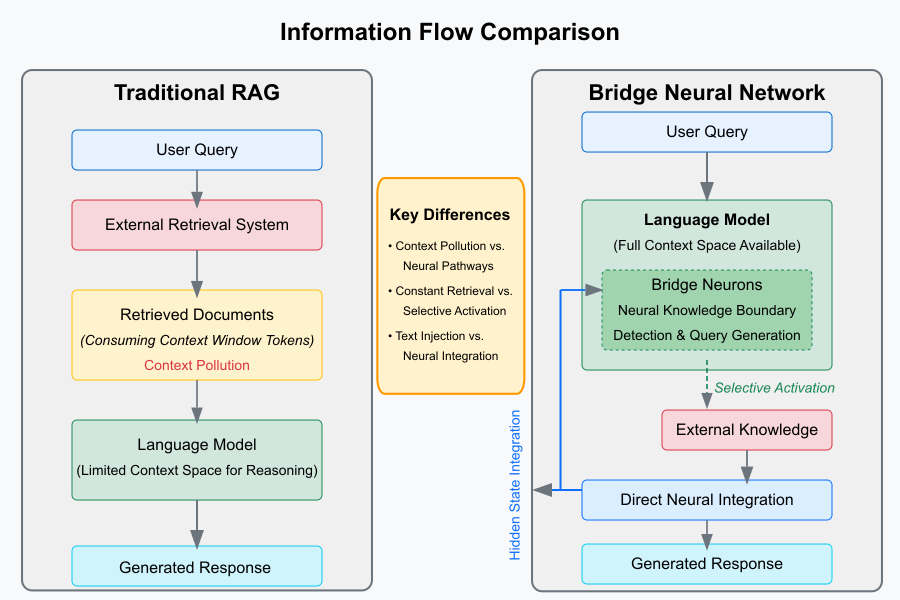 Information Flow Comparison
Traditional RAG
User Query
External Retrieval System
Retrieved Documents
(Consuming Context Window Tokens)
Context Pollution
Language Model
(Limited Context Space for Reasoning)
Generated Response
Key Differences
• Context Pollution vs.
Neural Pathways
• Constant Retrieval vs.
Selective Activation
• Text Injection vs.
Neural Integration
Bridge Neural Network
User Query
Language Model
(Full Context Space Available)
Bridge Neurons
Neural Knowledge Boundary
Detection & Query Generation
Selective Activation
External Knowledge
Direct Neural Integration
Hidden State Integration
Generated Response